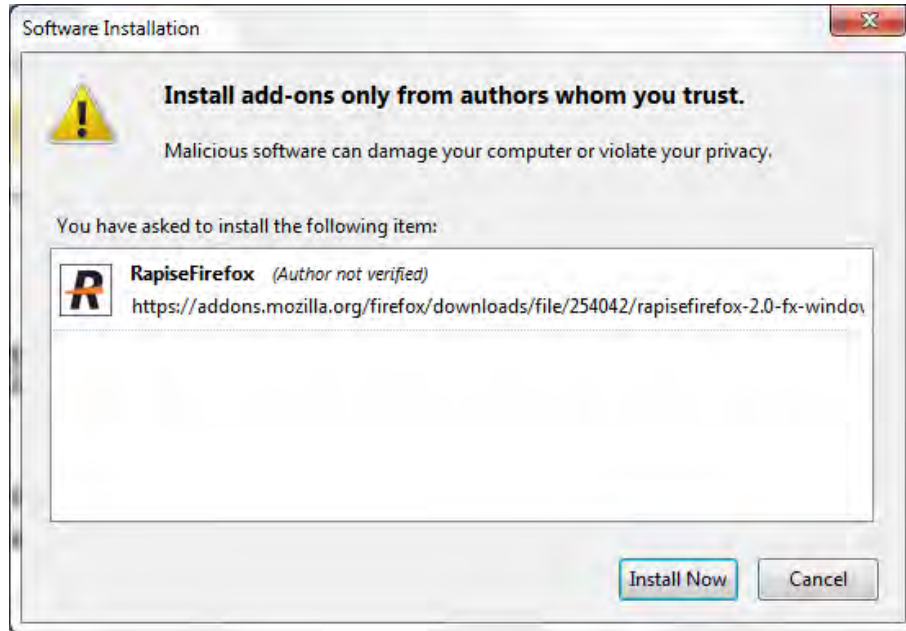 Software Installation
Install add-ons only from authors whom you trust.
Malicious software can damage your computer or violate your privacy.
You have asked to install the following item:
RapiseFirefox (Author not verified)
https://addons.mozilla.org/firefox/downloads/file/254042/rapisefirefox-2.0-fx-window
Install Now Cancel